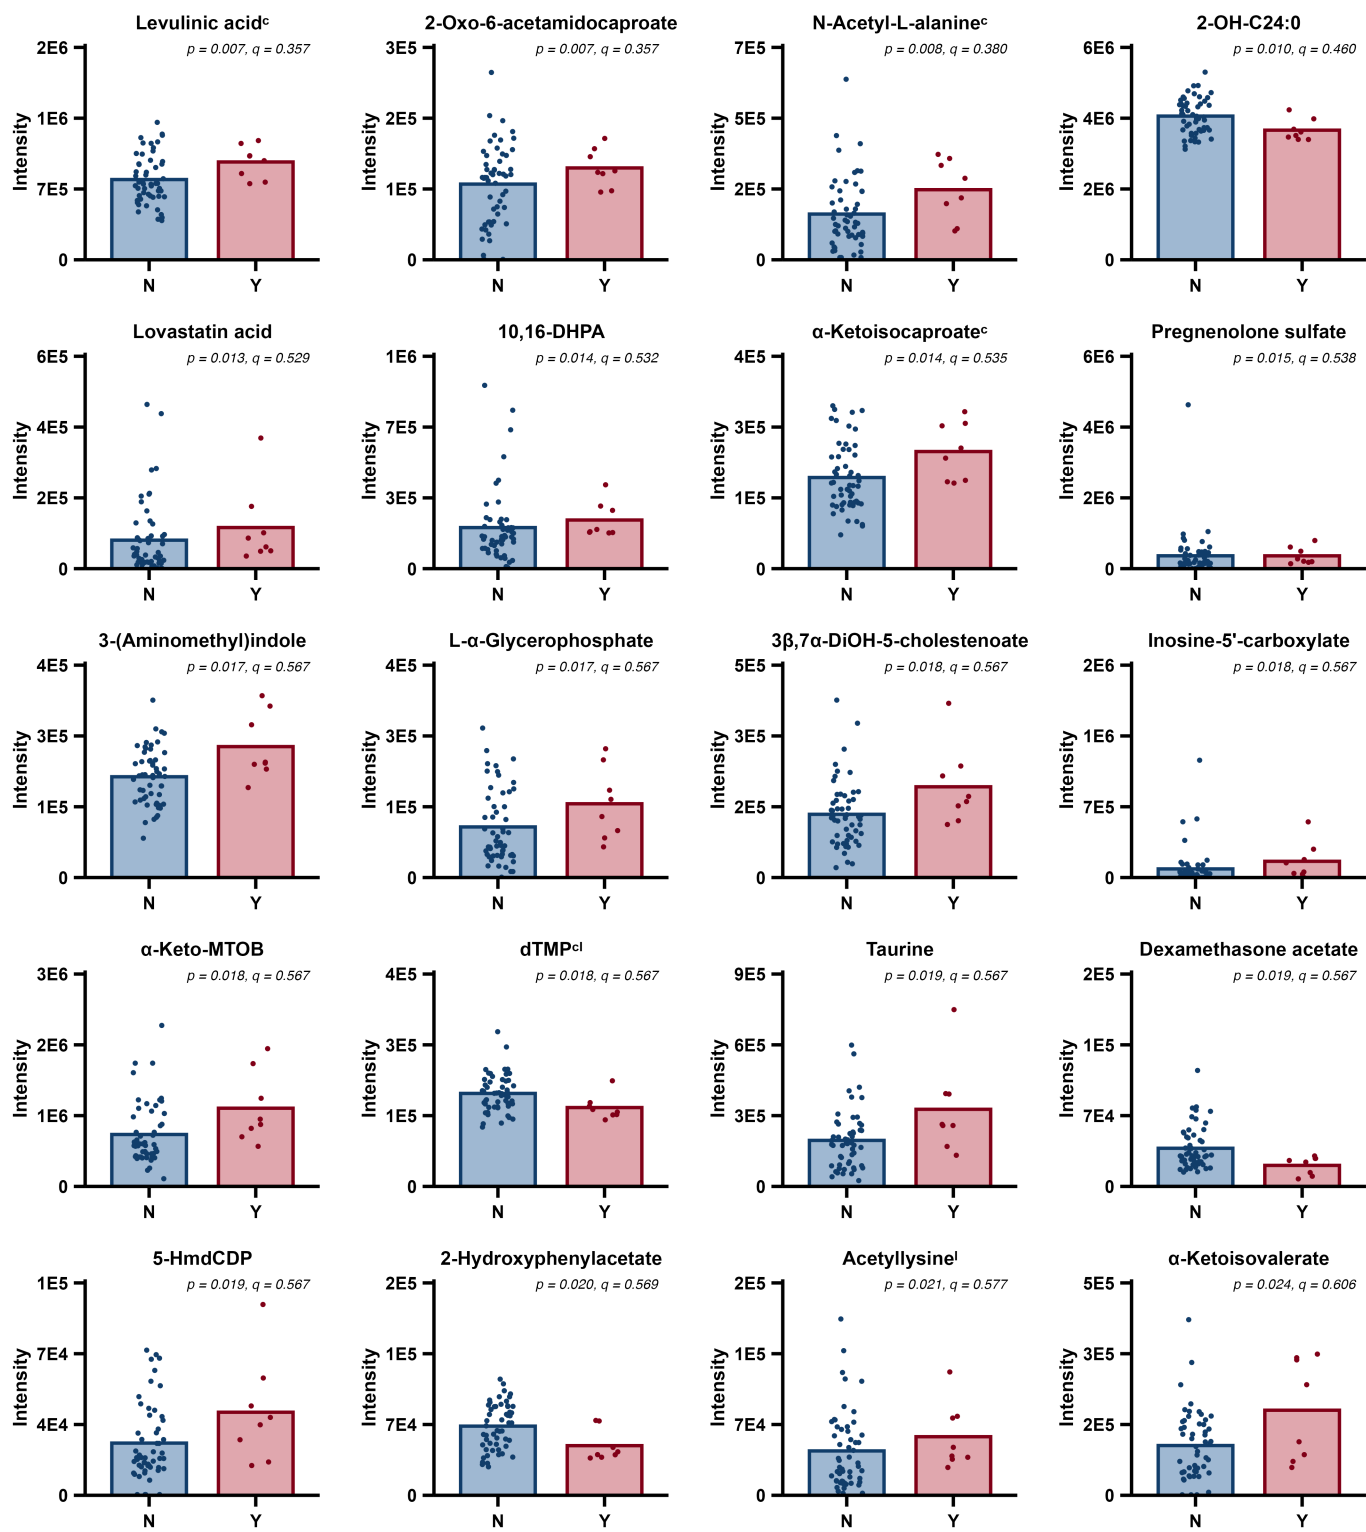 Levulinic acidᶜ
p = 0.007, q = 0.357
2E6
1E6
7E5
0
Intensity
N Y
2-Oxo-6-acetamidocaproate
p = 0.007, q = 0.357
3E5
2E5
1E5
0
Intensity
N Y
N-Acetyl-L-alanineᶜ
p = 0.008, q = 0.380
7E5
5E5
2E5
0
Intensity
N Y
2-OH-C24:0
p = 0.010, q = 0.460
6E6
4E6
2E6
0
Intensity
N Y
Lovastatin acid
p = 0.013, q = 0.529
6E5
4E5
2E5
0
Intensity
N Y
10,16-DHPA
p = 0.014, q = 0.532
1E6
7E5
3E5
0
Intensity
N Y
α-Ketoisocaproateᶜ
p = 0.014, q = 0.535
4E5
3E5
1E5
0
Intensity
N Y
Pregnenolone sulfate
p = 0.015, q = 0.538
6E6
4E6
2E6
0
Intensity
N Y
3-(Aminomethyl)indole
p = 0.017, q = 0.567
4E5
3E5
1E5
0
Intensity
N Y
L-α-Glycerophosphate
p = 0.017, q = 0.567
4E5
3E5
1E5
0
Intensity
N Y
3β,7α-DiOH-5-cholestenoate
p = 0.018, q = 0.567
5E5
3E5
2E5
0
Intensity
N Y
Inosine-5'-carboxylate
p = 0.018, q = 0.567
2E6
1E6
7E5
0
Intensity
N Y
α-Keto-MTOB
p = 0.018, q = 0.567
3E6
2E6
1E6
0
Intensity
N Y
dTMPᶜˡ
p = 0.018, q = 0.567
4E5
3E5
1E5
0
Intensity
N Y
Taurine
p = 0.019, q = 0.567
9E5
6E5
3E5
0
Intensity
N Y
Dexamethasone acetate
p = 0.019, q = 0.567
2E5
1E5
7E4
0
Intensity
N Y
5-HmdCDP
p = 0.019, q = 0.567
1E5
7E4
4E4
0
Intensity
N Y
2-Hydroxyphenylacetate
p = 0.020, q = 0.569
2E5
1E5
7E4
0
Intensity
N Y
Acetyllysineˡ
p = 0.021, q = 0.577
2E5
1E5
7E4
0
Intensity
N Y
α-Ketoisovalerate
p = 0.024, q = 0.606
5E5
3E5
2E5
0
Intensity
N Y